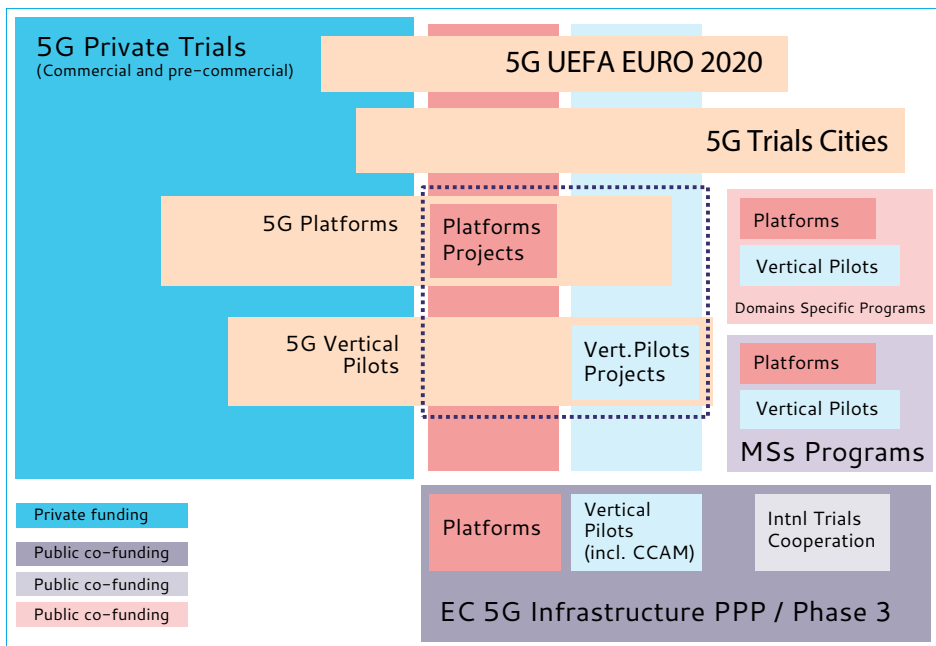 5G Private Trials
(Commercial and pre-commercial)
5G UEFA EURO 2020
5G Trials Cities
5G Platforms
Platforms
Projects
Platforms
Vertical Pilots
Domains Specific Programs
5G Vertical
Pilots
Vert.Pilots
Projects
Platforms
Vertical Pilots
MSs Programs
Private funding
Public co-funding
Public co-funding
Public co-funding
Platforms
Vertical
Pilots
(incl. CCAM)
Intnl Trials
Cooperation
EC 5G Infrastructure PPP / Phase 3